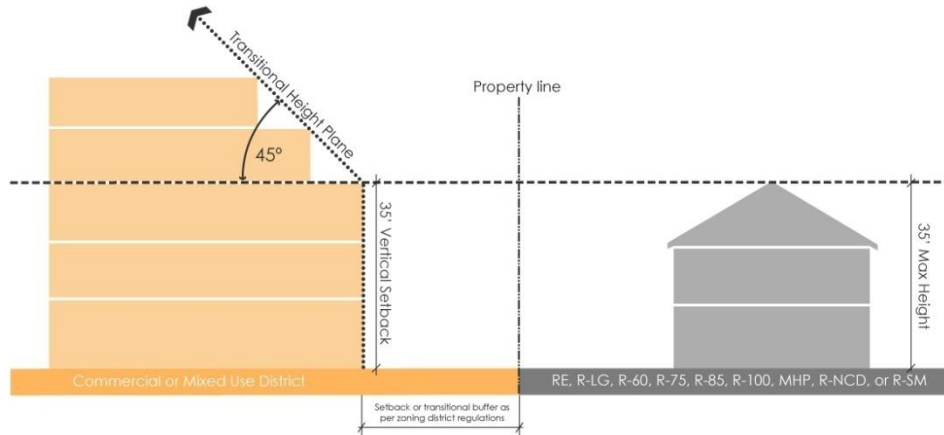 Transitional Height Plane
Property line
45º
35' Vertical Setback
35' Max Height
Commercial or Mixed Use District
RE, R-LG, R-60, R-75, R-85, R-100, MHP, R-NCD, or R-SM
Setback or transitional buffer as
per zoning district regulations